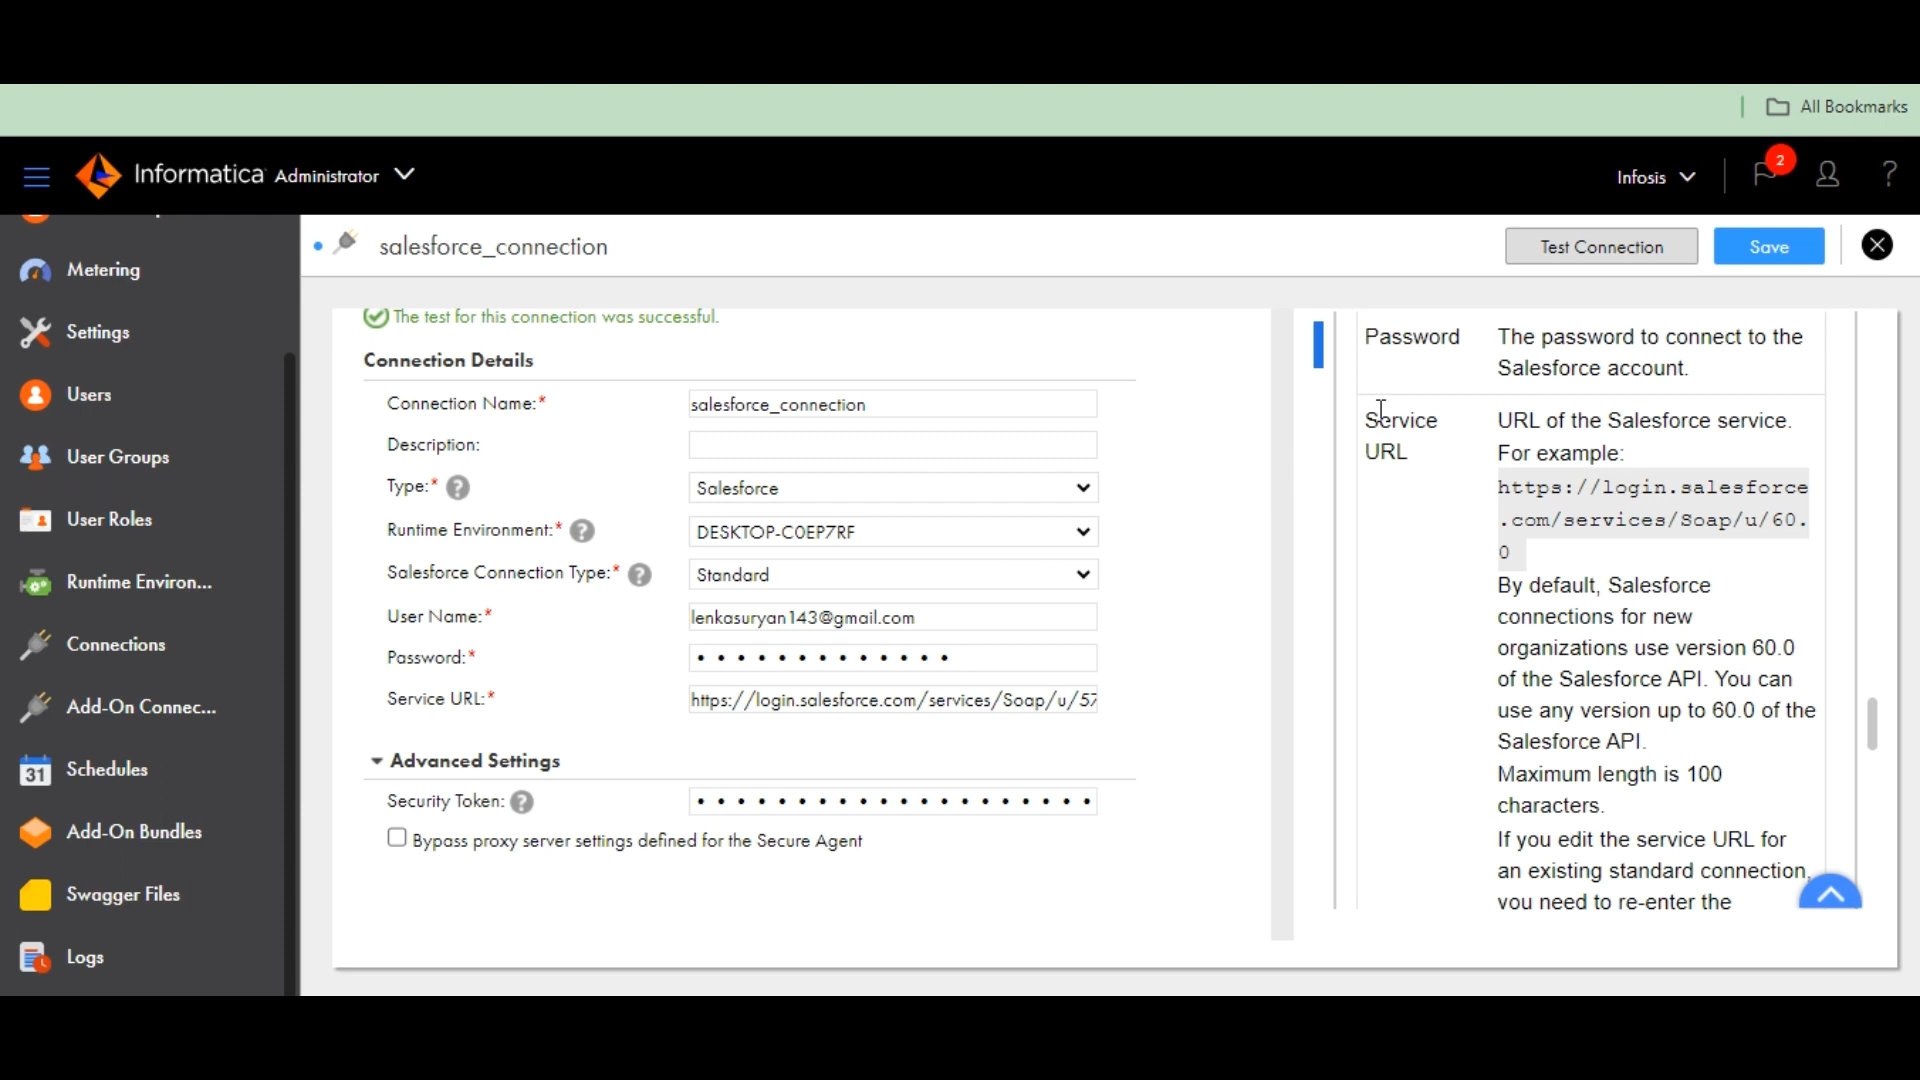 All Bookmarks
Informatica Administrator
Infosis
2
?
salesforce_connection
Test Connection
Save
Metering
Settings
Users
User Groups
User Roles
Runtime Environ...
Connections
Add-On Connec...
31
Schedules
Add-On Bundles
Swagger Files
Logs
The test for this connection was successful.
Connection Details
Connection Name:*
salesforce_connection
Description:
Type:* ?
Salesforce
Runtime Environment:* ?
DESKTOP-C0EP7RF
Salesforce Connection Type:* ?
Standard
User Name:*
lenkasuryan143@gmail.com
Password:*
• • • • • • • • • • • • •
Service URL:*
https://login.salesforce.com/services/Soap/u/57
Advanced Settings
Security Token: ?
• • • • • • • • • • • • • • • • • • • •
Bypass proxy server settings defined for the Secure Agent
Password
The password to connect to the
Salesforce account.
Service
URL
URL of the Salesforce service.
For example:
https://login.salesforce
.com/services/Soap/u/60.
0
By default, Salesforce
connections for new
organizations use version 60.0
of the Salesforce API. You can
use any version up to 60.0 of the
Salesforce API.
Maximum length is 100
characters.
If you edit the service URL for
an existing standard connection,
you need to re-enter the